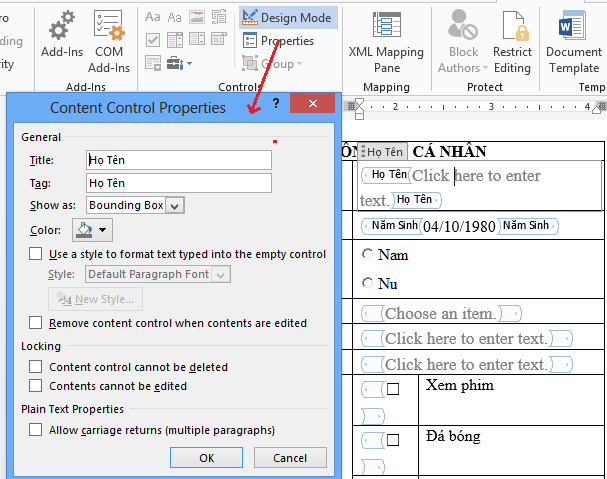 Design Mode
Properties
Group
Controls
ding
rity
Add-Ins
COM
Add-Ins
Add-Ins
Aa Aa
XML Mapping
Pane
Mapping
Block
Authors
Restrict
Editing
Protect
Document
Template
Temp
Content Control Properties ? ×
General
Title: Họ Tên
Tag: Họ Tên
Show as: Bounding Box
Color:
Use a style to format text typed into the empty control
Style: Default Paragraph Font
New Style...
Remove content control when contents are edited
Locking
Content control cannot be deleted
Contents cannot be edited
Plain Text Properties
Allow carriage returns (multiple paragraphs)
OK Cancel
2 3 4
Họ Tên CÁ NHÂN
Họ Tên Click here to enter
text. Họ Tên
Năm Sinh 04/10/1980 Năm Sinh
Nam
Nu
Choose an item.
Click here to enter text.
Click here to enter text.
Xem phim
Đá bóng